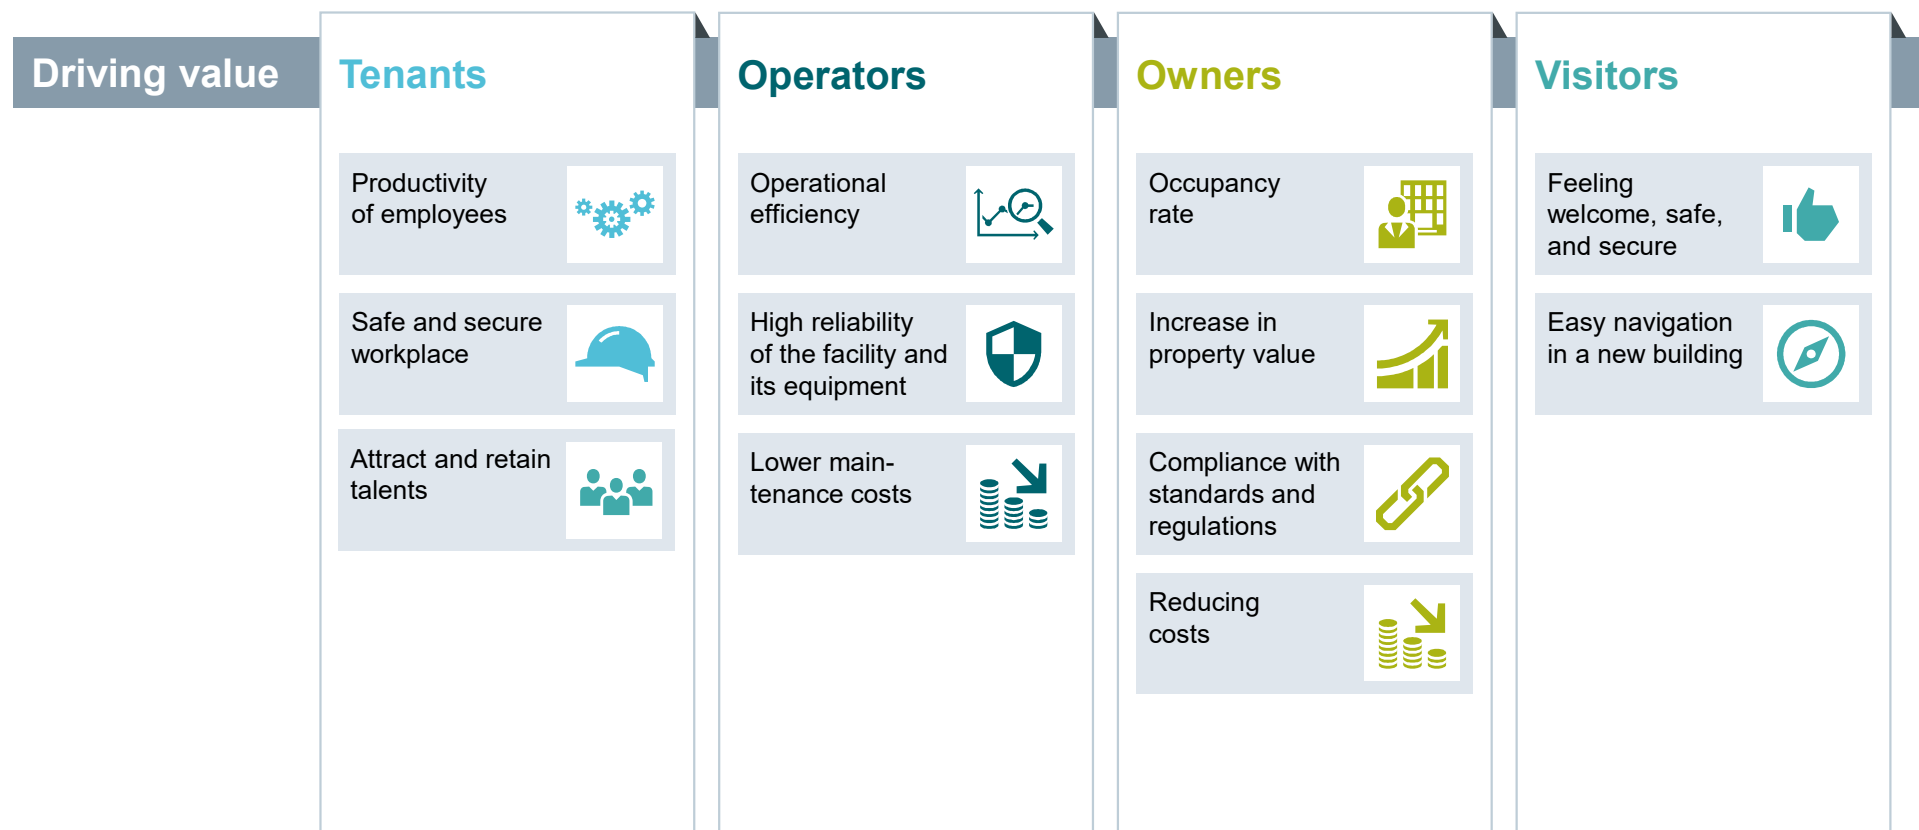 Driving value
Tenants
Productivity
of employees
Safe and secure
workplace
Attract and retain
talents
Operators
Operational
efficiency
High reliability
of the facility and
its equipment
Lower main-
tenance costs
Owners
Occupancy
rate
Increase in
property value
Compliance with
standards and
regulations
Reducing
costs
Visitors
Feeling
welcome, safe,
and secure
Easy navigation
in a new building